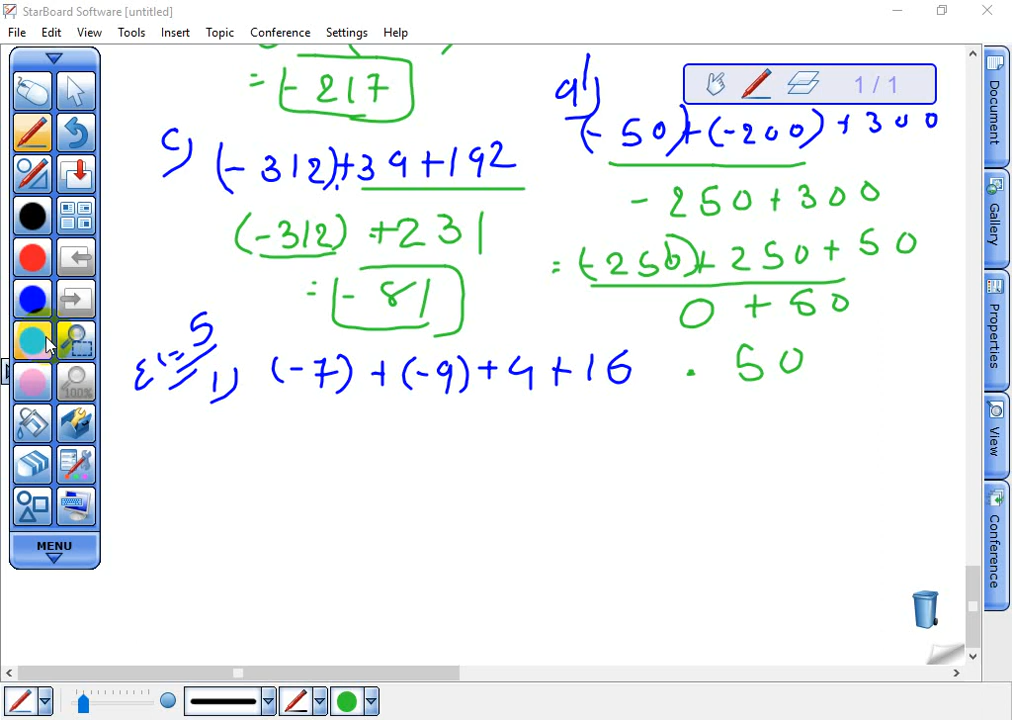 StarBoard Software [untitled]
File Edit View Tools Insert Topic Conference Settings Help
1 / 1
= -217
c) (-312)+39+192
(-312) +231
= -81
d)
(-50)+(-200)+300
-250+300
= (-250)+250+50
0 + 50
50
5
1) (-7)+(-9)+4+16
100%
MENU
Document
Gallery
Properties
View
Conference